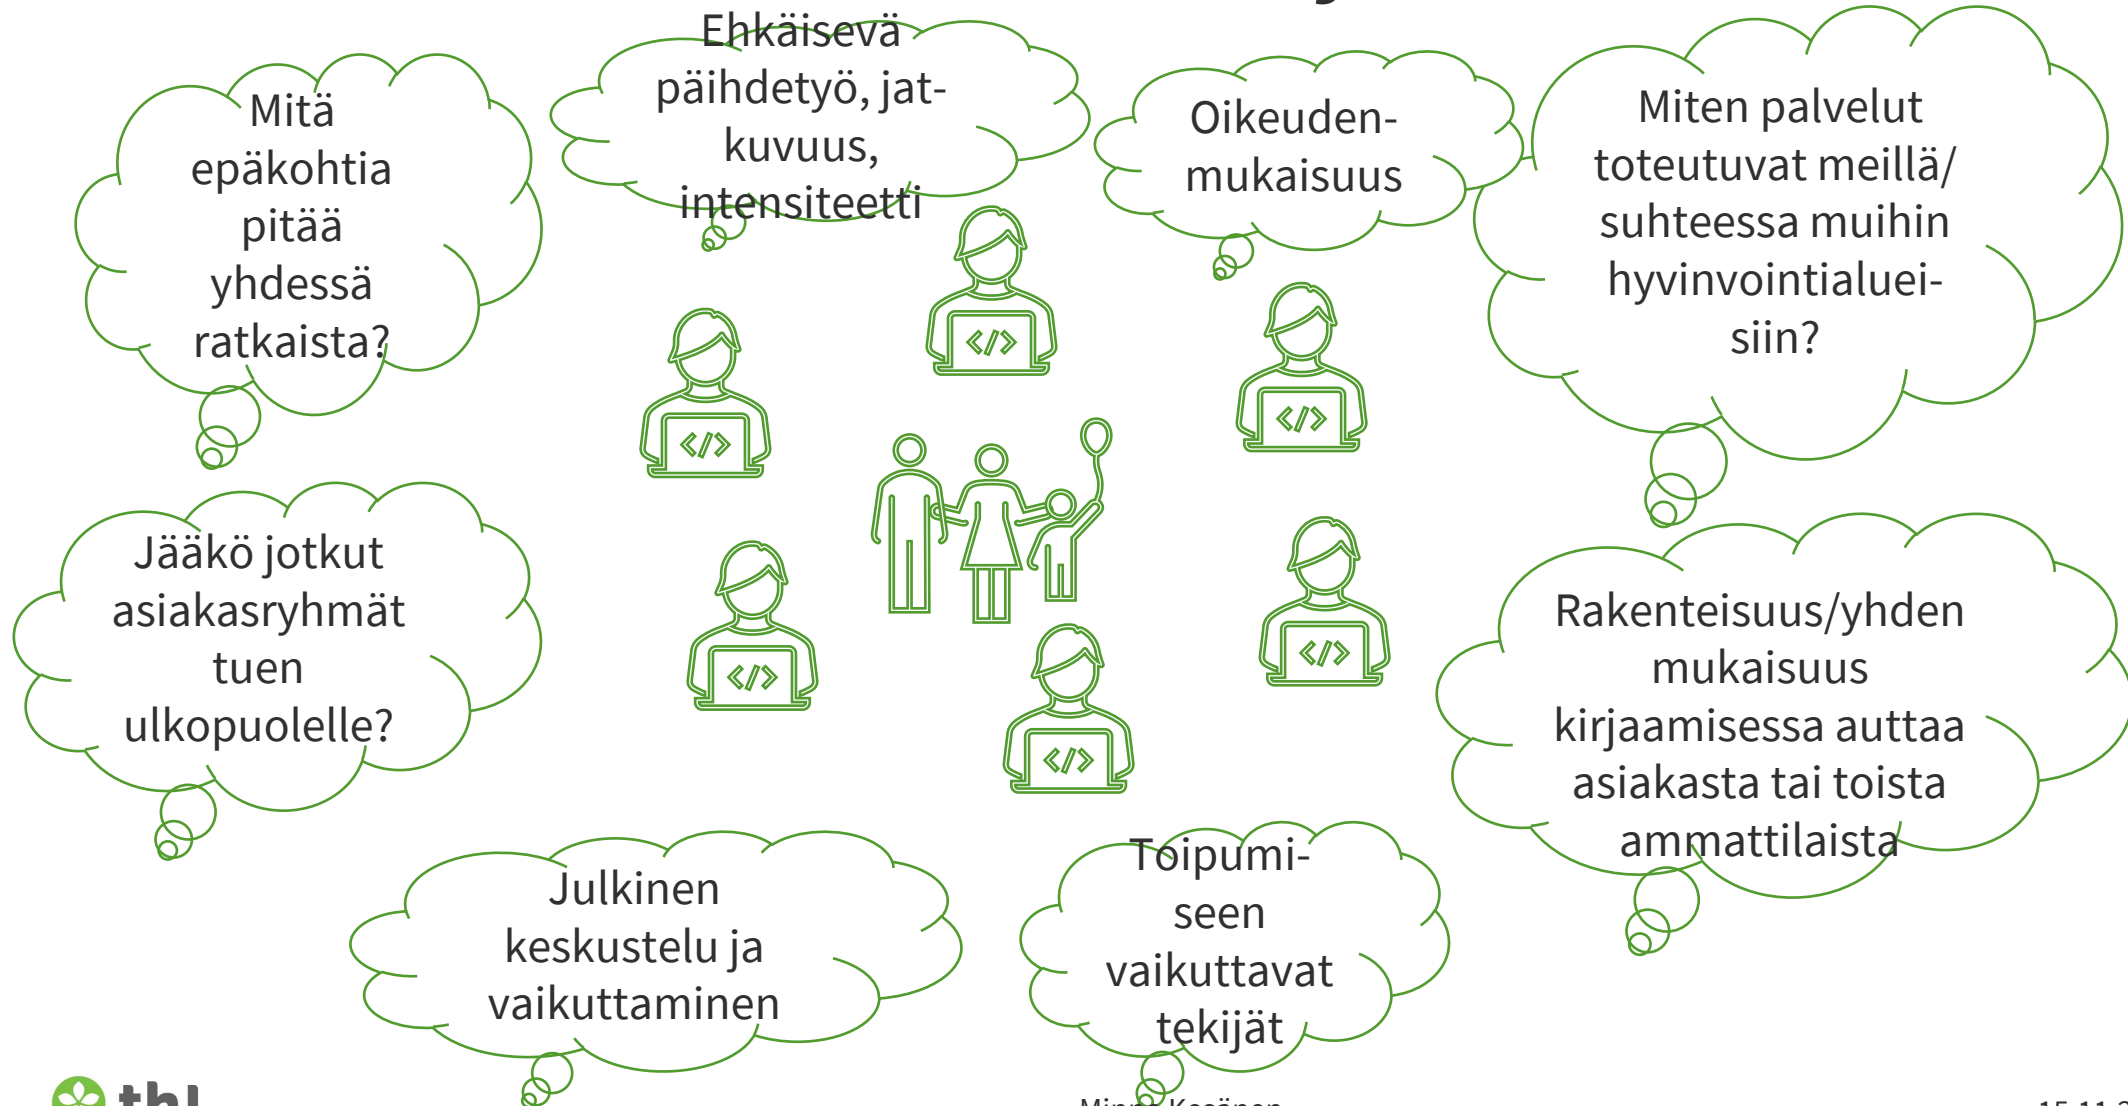 Ehkäisevä
päihdetyö, jat-
kuvuus,
intensiteetti
Mitä
epäkohtia
pitää
yhdessä
ratkaista?
Oikeuden-
mukaisuus
Miten palvelut
toteutuvat meillä/
suhteessa muihin
hyvinvointialuei-
siin?
</>
</>
</>
</>
</>
</>
Jääkö jotkut
asiakasryhmät
tuen
ulkopuolelle?
Rakenteisuus/yhden
mukaisuus
kirjaamisessa auttaa
asiakasta tai toista
ammattilaista
Julkinen
keskustelu ja
vaikuttaminen
Toipumi-
seen
vaikuttavat
tekijät
thl